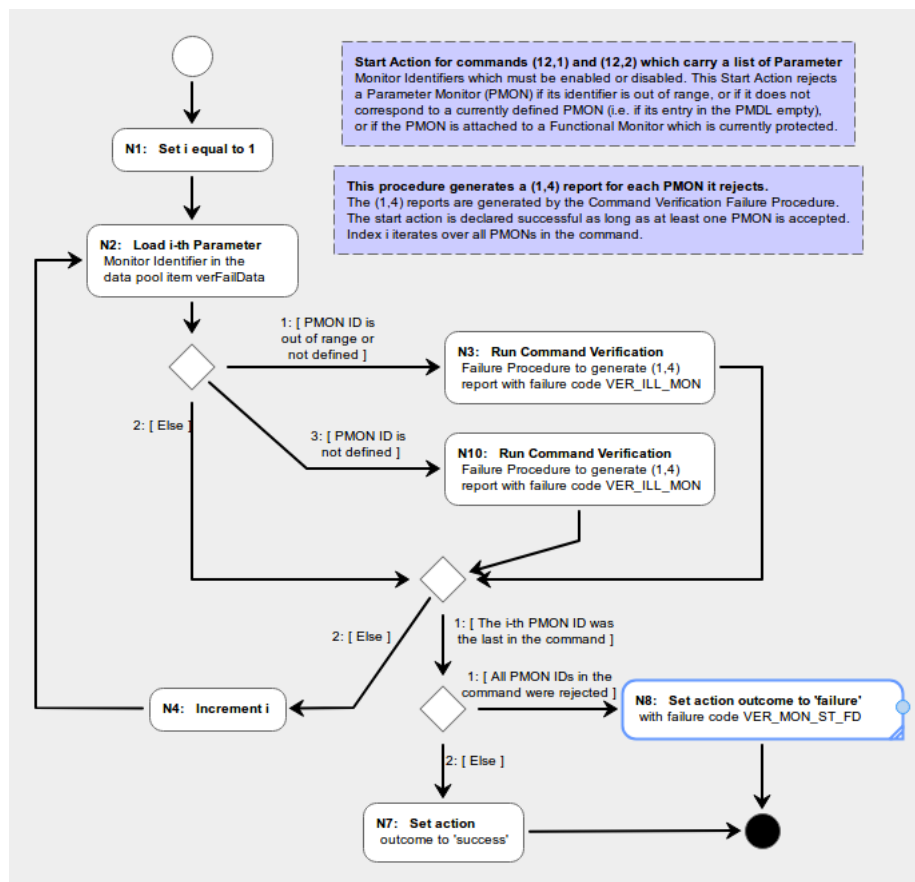 Start Action for commands (12,1) and (12,2) which carry a list of Parameter
Monitor Identifiers which must be enabled or disabled. This Start Action rejects
a Parameter Monitor (PMON) if its identifier is out of range, or if it does not
correspond to a currently defined PMON (i.e. if its entry in the PMDL empty),
or if the PMON is attached to a Functional Monitor which is currently protected.
N1: Set i equal to 1
This procedure generates a (1,4) report for each PMON it rejects.
The (1,4) reports are generated by the Command Verification Failure Procedure.
The start action is declared successful as long as at least one PMON is accepted.
Index i iterates over all PMONs in the command.
N2: Load i-th Parameter
Monitor Identifier in the
data pool item verFailData
1: [ PMON ID is
out of range or
not defined ]
N3: Run Command Verification
Failure Procedure to generate (1,4)
report with failure code VER_ILL_MON
2: [ Else ]
3: [ PMON ID is
not defined ]
N10: Run Command Verification
Failure Procedure to generate (1,4)
report with failure code VER_ILL_MON
1: [ The i-th PMON ID was
the last in the command ]
2: [ Else ]
1: [ All PMON IDs in the
command were rejected ]
N4: Increment i
N8: Set action outcome to 'failure'
with failure code VER_MON_ST_FD
2: [ Else ]
N7: Set action
outcome to 'success'